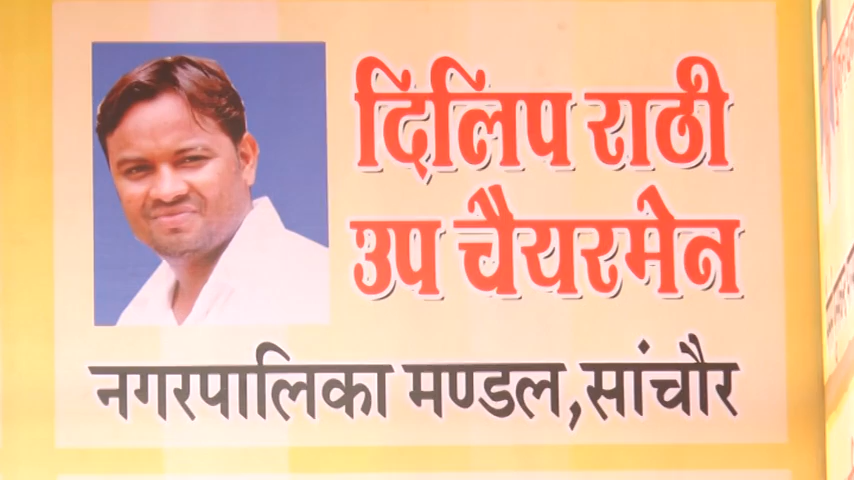 दिलिप राठी
उप चैयरमेन
नगरपालिका मण्डल,सांचौर